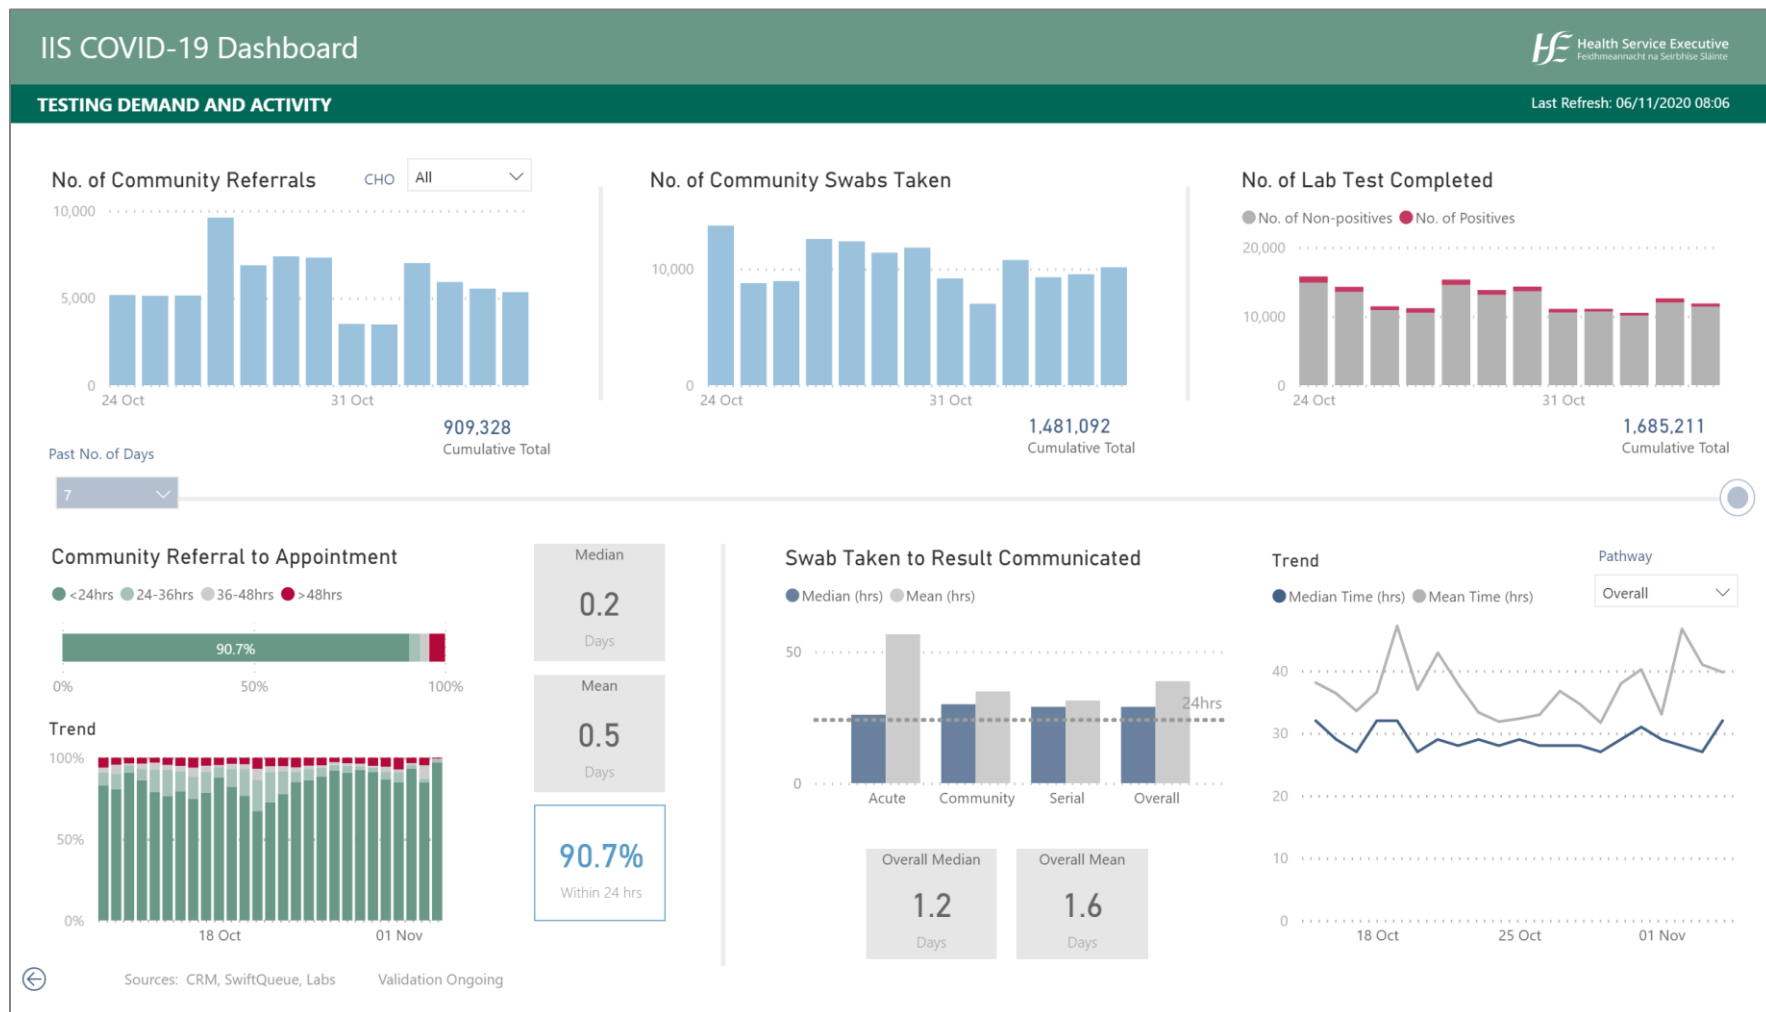 IIS COVID-19 Dashboard
Health Service Executive
Feidhmeannacht na Seirbhíse Sláinte
TESTING DEMAND AND ACTIVITY
Last Refresh: 06/11/2020 08:06
No. of Community Referrals
CHO
All
10,000
5,000
0
24 Oct
31 Oct
909,328
Cumulative Total
No. of Community Swabs Taken
10,000
0
24 Oct
31 Oct
1,481,092
Cumulative Total
No. of Lab Test Completed
No. of Non-positives No. of Positives
20,000
10,000
0
24 Oct
31 Oct
1,685,211
Cumulative Total
Past No. of Days
7
Community Referral to Appointment
<24hrs 24-36hrs 36-48hrs >48hrs
90.7%
0%
50%
100%
Trend
100%
50%
0%
18 Oct
01 Nov
Median
0.2
Days
Mean
0.5
Days
90.7%
Within 24 hrs
Swab Taken to Result Communicated
Median (hrs) Mean (hrs)
50
24hrs
0
Acute
Community
Serial
Overall
Overall Median
1.2
Days
Overall Mean
1.6
Days
Trend
Pathway
Median Time (hrs) Mean Time (hrs)
Overall
40
30
20
10
0
18 Oct
25 Oct
01 Nov
Sources: CRM, SwiftQueue, Labs
Validation Ongoing